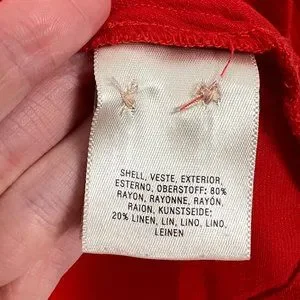 SHELL, VESTE, EXTERIOR,
ESTERNO, OBERSTOFF: 80%
RAYON, RAYONNE, RAYÓN,
RAION, KUNSTSEIDE;
20% LINEN, LIN, LINO, LINO,
LEINEN